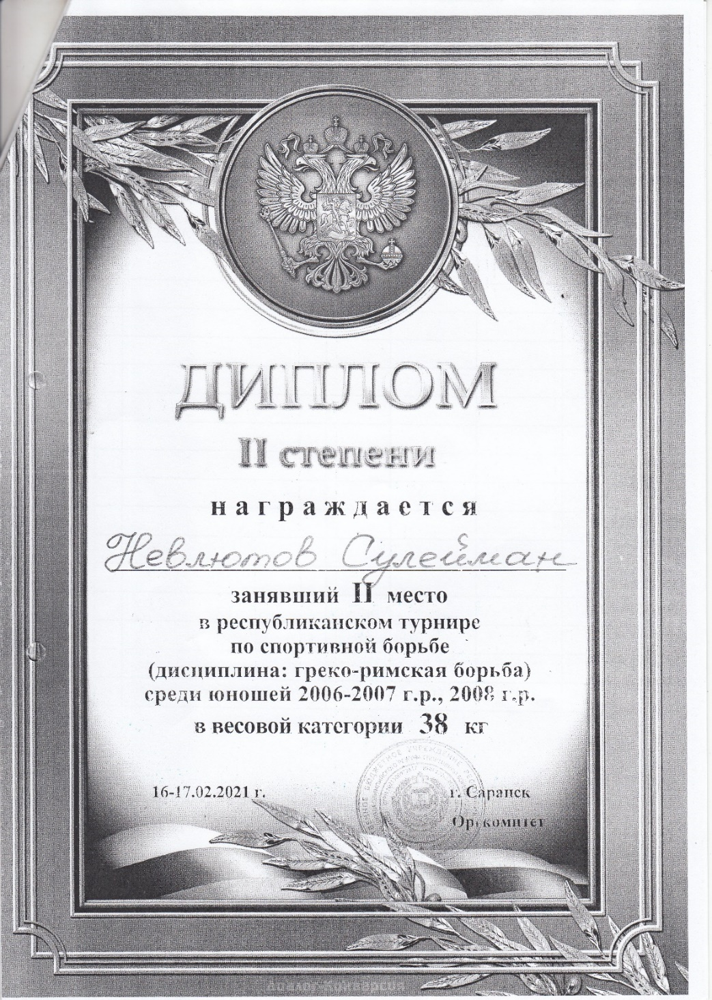 ДИПЛОМ
II степени
награждается
Невлютов Сулейман
занявший II место
в республиканском турнире
по спортивной борьбе
(дисциплина: греко-римская борьба)
среди юношей 2006-2007 г.р., 2008 г.р.
в весовой категории 38 кг
16-17.02.2021 г. г. Саранск
Оргкомитет